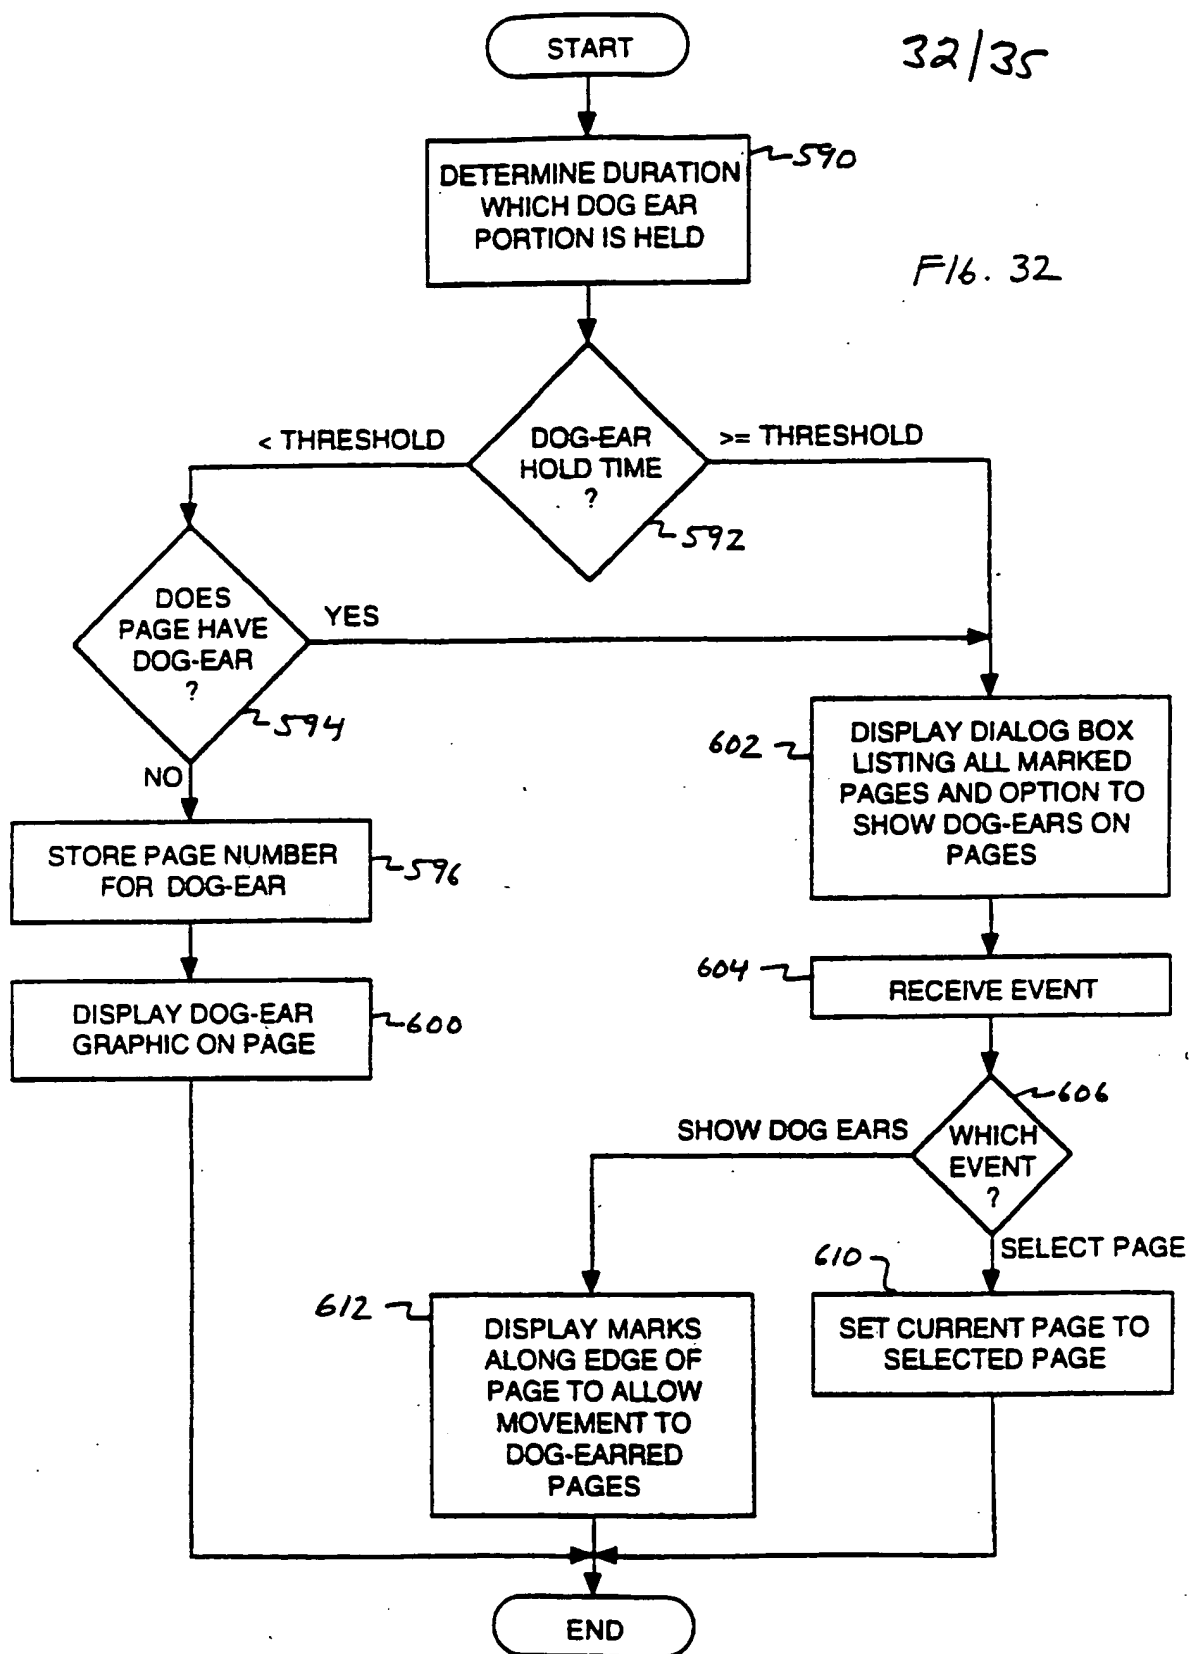 START
32/35
DETERMINE DURATION
WHICH DOG EAR
PORTION IS HELD
590
FIG. 32
< THRESHOLD
DOG-EAR
HOLD TIME
?
>= THRESHOLD
592
DOES
PAGE HAVE
DOG-EAR
?
YES
594
NO
602
DISPLAY DIALOG BOX
LISTING ALL MARKED
PAGES AND OPTION TO
SHOW DOG-EARS ON
PAGES
STORE PAGE NUMBER
FOR DOG-EAR
596
604
RECEIVE EVENT
DISPLAY DOG-EAR
GRAPHIC ON PAGE
600
606
SHOW DOG EARS
WHICH
EVENT
?
SELECT PAGE
610
612
DISPLAY MARKS
ALONG EDGE OF
PAGE TO ALLOW
MOVEMENT TO
DOG-EARRED
PAGES
SET CURRENT PAGE TO
SELECTED PAGE
END